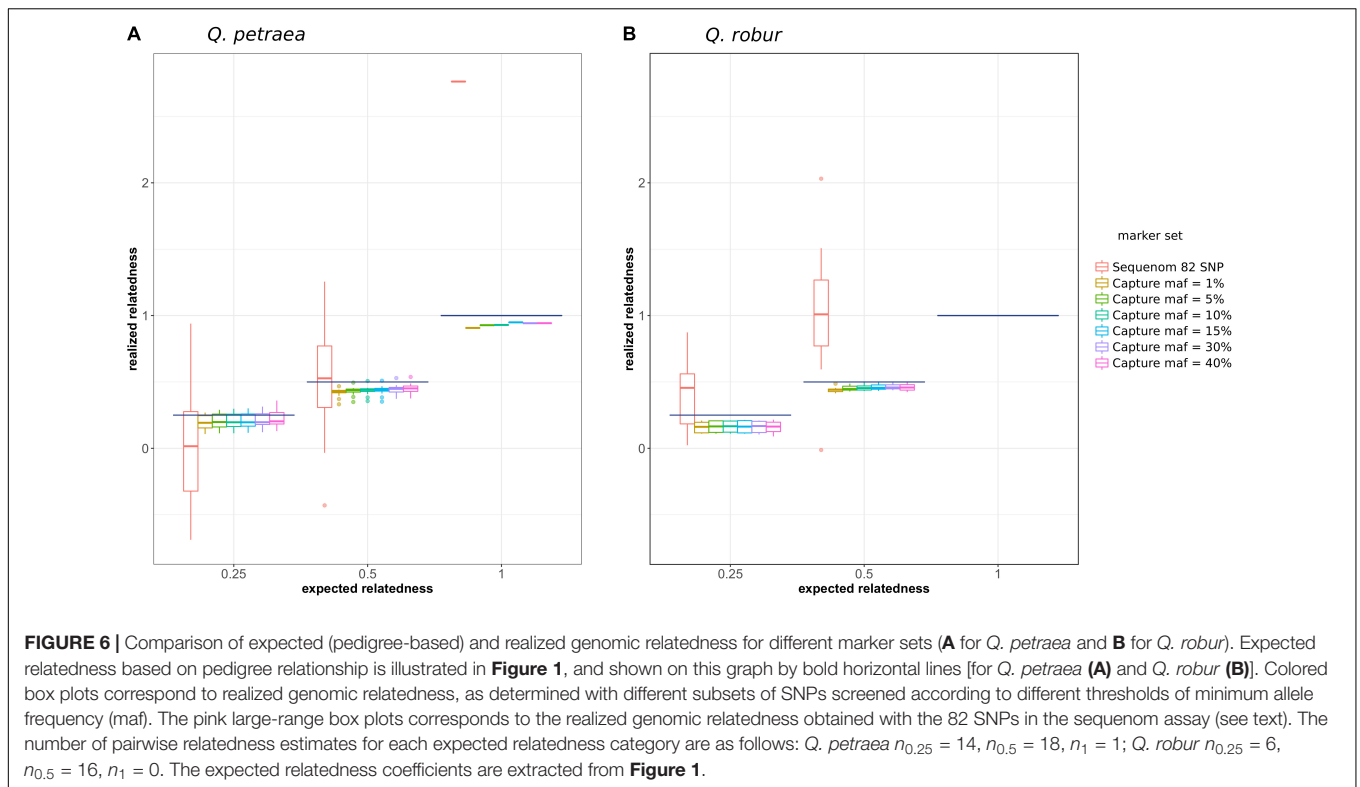 A Q. petraea
B Q. robur
2
1
0
realized relatedness
0.25 0.5 1
expected relatedness
2
1
0
realized relatedness
0.25 0.5 1
expected relatedness
marker set
Sequenom 82 SNP
Capture maf = 1%
Capture maf = 5%
Capture maf = 10%
Capture maf = 15%
Capture maf = 30%
Capture maf = 40%
FIGURE 6 | Comparison of expected (pedigree-based) and realized genomic relatedness for different marker sets (A for Q. petraea and B for Q. robur). Expected
relatedness based on pedigree relationship is illustrated in Figure 1, and shown on this graph by bold horizontal lines [for Q. petraea (A) and Q. robur (B)]. Colored
box plots correspond to realized genomic relatedness, as determined with different subsets of SNPs screened according to different thresholds of minimum allele
frequency (maf). The pink large-range box plots corresponds to the realized genomic relatedness obtained with the 82 SNPs in the sequenom assay (see text). The
number of pairwise relatedness estimates for each expected relatedness category are as follows: Q. petraea n0.25 = 14, n0.5 = 18, n1 = 1; Q. robur n0.25 = 6,
n0.5 = 16, n1 = 0. The expected relatedness coefficients are extracted from Figure 1.